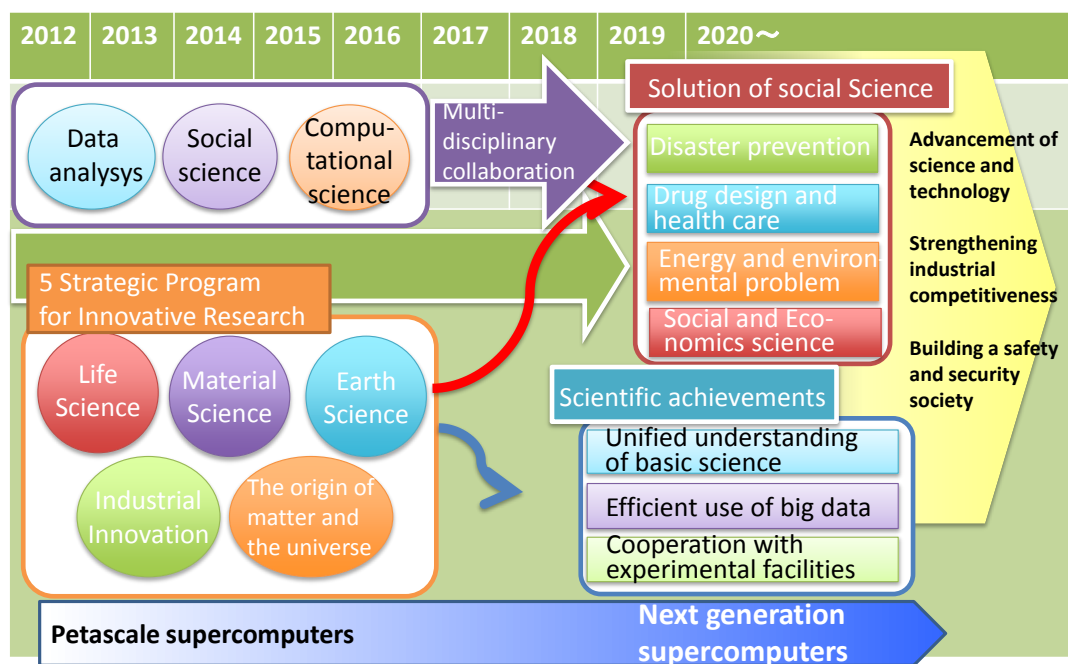 2012 2013 2014 2015 2016 2017 2018 2019 2020～
Data
analysys
Social
science
Compu-
tational
science
Multi-
disciplinary
collaboration
Solution of social Science
Disaster prevention
Drug design and
health care
Energy and environ-
mental problem
Social and Eco-
nomics science
Advancement of
science and
technology
Strengthening
industrial
competitiveness
Building a safety
and security
society
5 Strategic Program
for Innovative Research
Life
Science
Material
Science
Earth
Science
Industrial
Innovation
The origin of
matter and
the universe
Scientific achievements
Unified understanding
of basic science
Efficient use of big data
Cooperation with
experimental facilities
Petascale supercomputers
Next generation
supercomputers